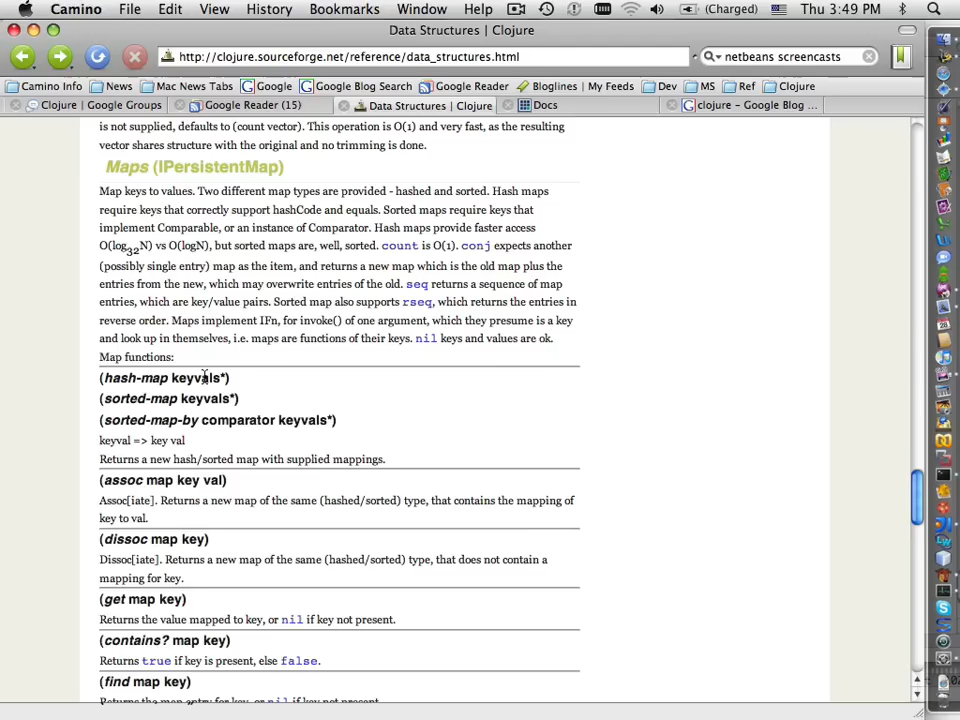 Camino File Edit View History Bookmarks Window Help (Charged) Thu 3:49 PM
Data Structures | Clojure
http://clojure.sourceforge.net/reference/data_structures.html netbeans screencasts
Camino Info News Mac News Tabs Google Google Blog Search Google Reader Bloglines | My Feeds Dev MS Ref Clojure
Clojure | Google Groups Google Reader (15) Data Structures | Clojure Docs clojure – Google Blog ...
is not supplied, defaults to (count vector). This operation is O(1) and very fast, as the resulting
vector shares structure with the original and no trimming is done.
Maps (IPersistentMap)
Map keys to values. Two different map types are provided - hashed and sorted. Hash maps
require keys that correctly support hashCode and equals. Sorted maps require keys that
implement Comparable, or an instance of Comparator. Hash maps provide faster access
O(log32N) vs O(logN), but sorted maps are, well, sorted. count is O(1). conj expects another
(possibly single entry) map as the item, and returns a new map which is the old map plus the
entries from the new, which may overwrite entries of the old. seq returns a sequence of map
entries, which are key/value pairs. Sorted map also supports rseq, which returns the entries in
reverse order. Maps implement IFn, for invoke() of one argument, which they presume is a key
and look up in themselves, i.e. maps are functions of their keys. nil keys and values are ok.
Map functions:
(hash-map keyvals*)
(sorted-map keyvals*)
(sorted-map-by comparator keyvals*)
keyval => key val
Returns a new hash/sorted map with supplied mappings.
(assoc map key val)
Assoc[iate]. Returns a new map of the same (hashed/sorted) type, that contains the mapping of
key to val.
(dissoc map key)
Dissoc[iate]. Returns a new map of the same (hashed/sorted) type, that does not contain a
mapping for key.
(get map key)
Returns the value mapped to key, or nil if key not present.
(contains? map key)
Returns true if key is present, else false.
(find map key)
Returns the map entry for key, or nil if key not present.